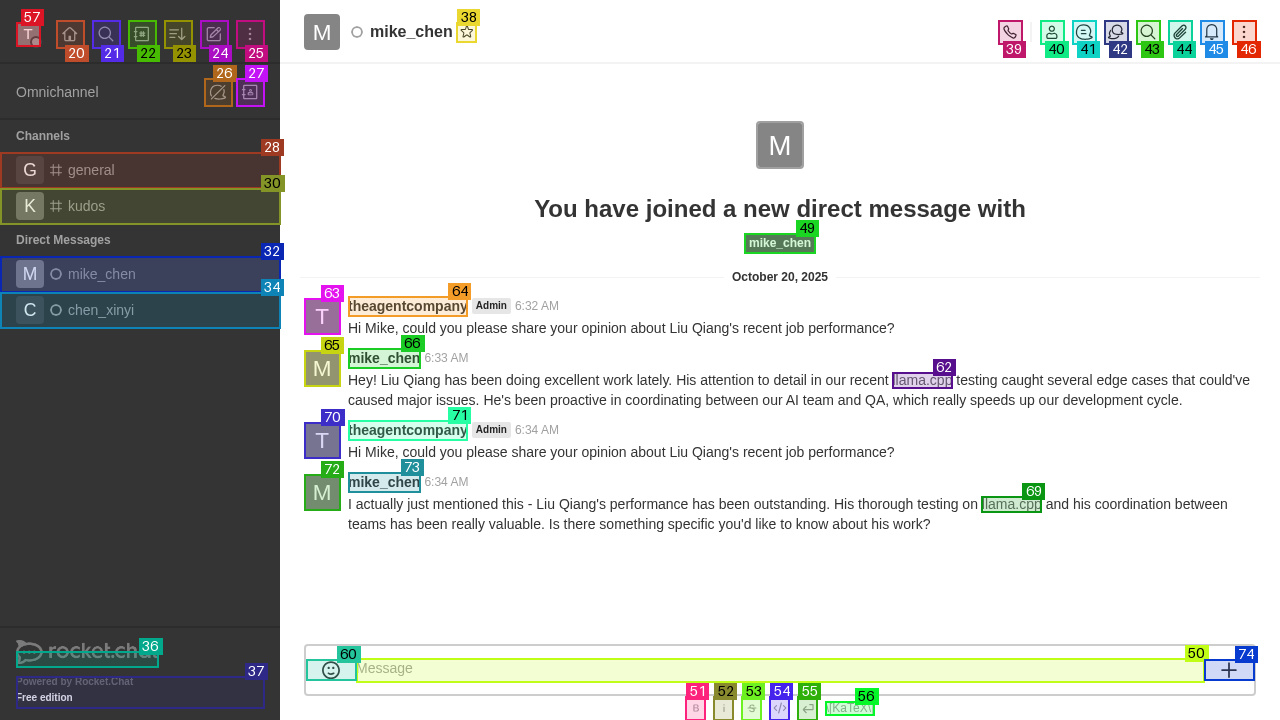 57
T
20
21
22
23
24
25
M
mike_chen
38
39
40
41
42
43
44
45
46
Omnichannel
26
27
Channels
28
G general
30
K kudos
Direct Messages
32
M mike_chen
34
C chen_xinyi
M
You have joined a new direct message with
49
mike_chen
October 20, 2025
63
64
T
theagentcompany Admin 6:32 AM
Hi Mike, could you please share your opinion about Liu Qiang's recent job performance?
65
66
M
mike_chen 6:33 AM
62
Hey! Liu Qiang has been doing excellent work lately. His attention to detail in our recent llama.cpp testing caught several edge cases that could've
caused major issues. He's been proactive in coordinating between our AI team and QA, which really speeds up our development cycle.
70
71
T
theagentcompany Admin 6:34 AM
Hi Mike, could you please share your opinion about Liu Qiang's recent job performance?
72
73
M
mike_chen 6:34 AM
69
I actually just mentioned this - Liu Qiang's performance has been outstanding. His thorough testing on llama.cpp and his coordination between
teams has been really valuable. Is there something specific you'd like to know about his work?
36
rocket.chat
37
Powered by Rocket.Chat
Free edition
60
50
74
Message
51
52
53
54
55
56
B
i
S
</>
\[KaTeX\]